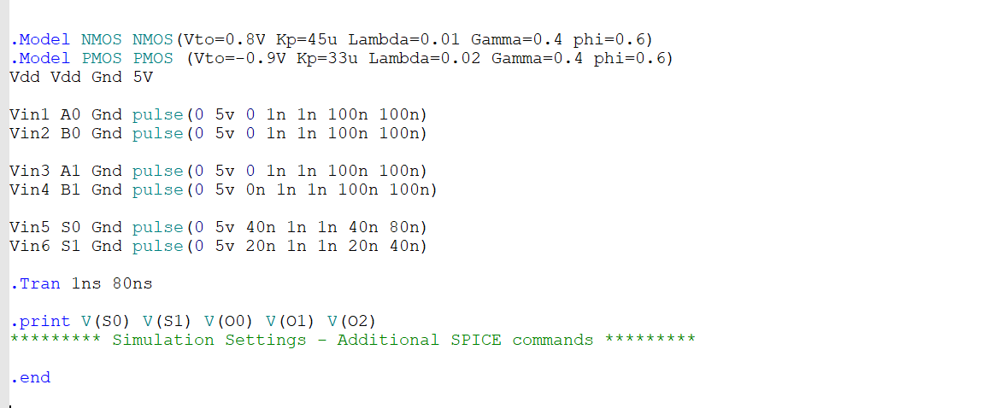 .Model NMOS NMOS(Vto=0.8V Kp=45u Lambda=0.01 Gamma=0.4 phi=0.6)
.Model PMOS PMOS (Vto=-0.9V Kp=33u Lambda=0.02 Gamma=0.4 phi=0.6)
Vdd Vdd Gnd 5V
Vin1 A0 Gnd pulse(0 5v 0 1n 1n 100n 100n)
Vin2 B0 Gnd pulse(0 5v 0 1n 1n 100n 100n)
Vin3 A1 Gnd pulse(0 5v 0 1n 1n 100n 100n)
Vin4 B1 Gnd pulse(0 5v 0n 1n 1n 100n 100n)
Vin5 S0 Gnd pulse(0 5v 40n 1n 1n 40n 80n)
Vin6 S1 Gnd pulse(0 5v 20n 1n 1n 20n 40n)
.Tran 1ns 80ns
.print V(S0) V(S1) V(O0) V(O1) V(O2)
********* Simulation Settings - Additional SPICE commands *********
.end